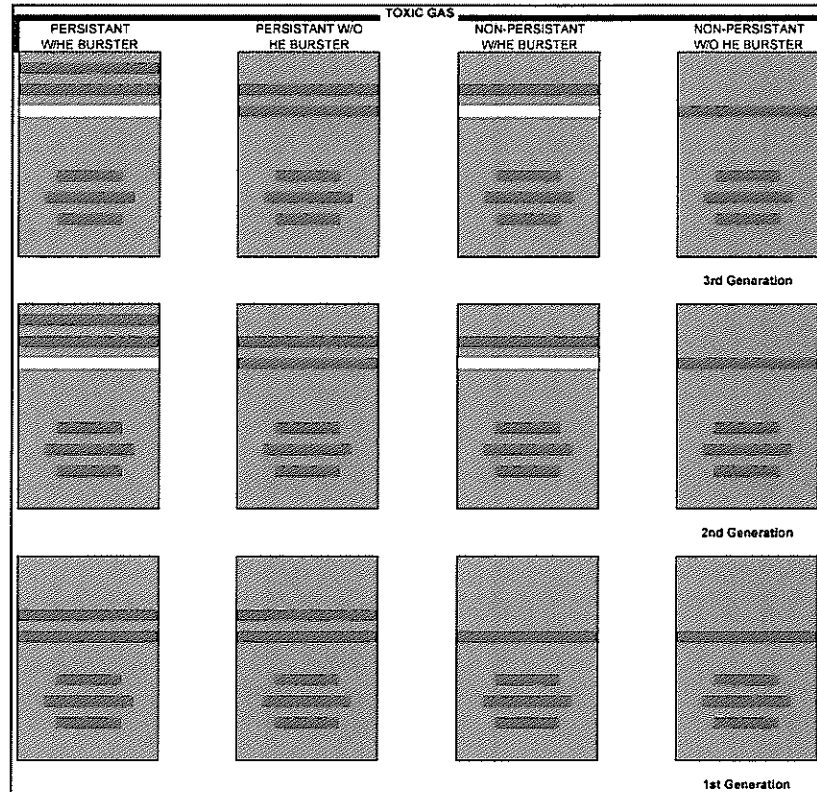 TOXIC GAS
PERSISTANT
W/HE BURSTER
PERSISTANT W/O
HE BURSTER
NON-PERSISTANT
W/HE BURSTER
NON-PERSISTANT
W/O HE BURSTER
3rd Generation
2nd Generation
1st Generation